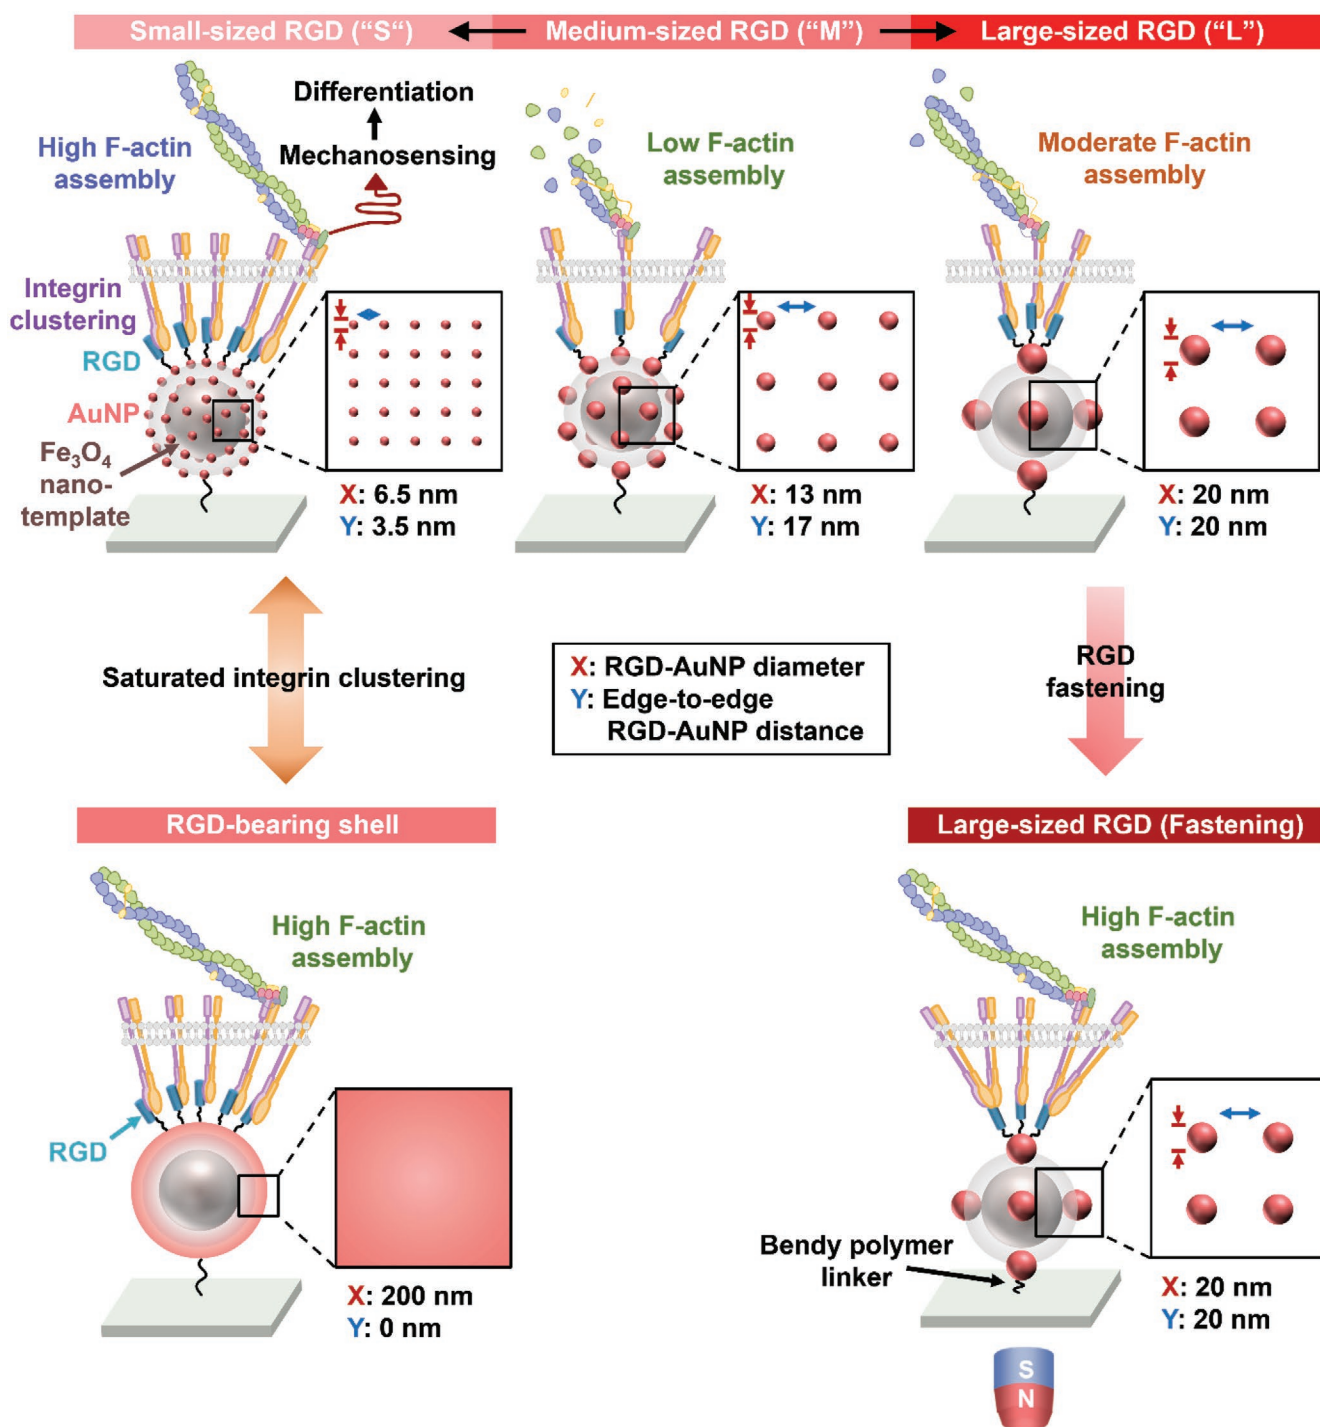 Small-sized RGD (“S“)
Medium-sized RGD (“M”)
Large-sized RGD (“L”)
Differentiation
Mechanosensing
High F-actin
assembly
Low F-actin
assembly
Moderate F-actin
assembly
Integrin
clustering
RGD
AuNP
Fe3O4
nano-
template
X: 6.5 nm
Y: 3.5 nm
X: 13 nm
Y: 17 nm
X: 20 nm
Y: 20 nm
Saturated integrin clustering
X: RGD-AuNP diameter
Y: Edge-to-edge
RGD-AuNP distance
RGD
fastening
RGD-bearing shell
Large-sized RGD (Fastening)
High F-actin
assembly
High F-actin
assembly
RGD
Bendy polymer
linker
X: 200 nm
Y: 0 nm
X: 20 nm
Y: 20 nm
S
N